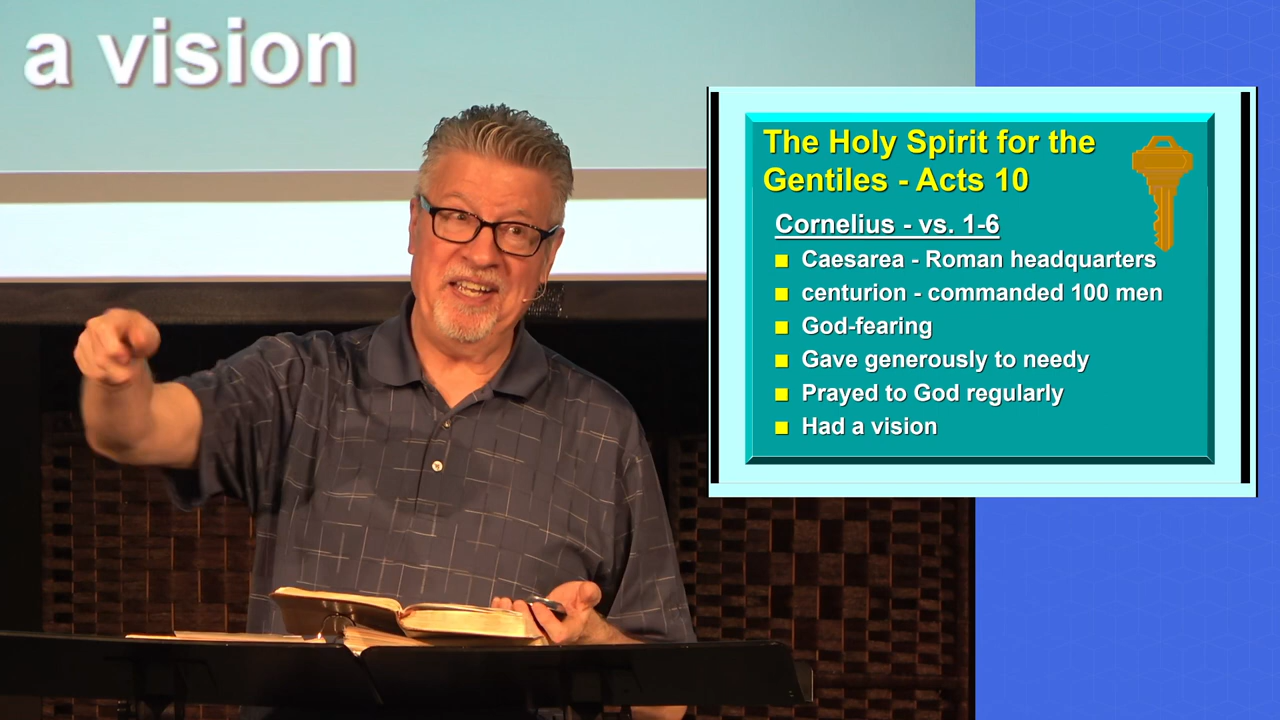 a vision
The Holy Spirit for the
Gentiles - Acts 10
Cornelius - vs. 1-6
Caesarea - Roman headquarters
centurion - commanded 100 men
God-fearing
Gave generously to needy
Prayed to God regularly
Had a vision